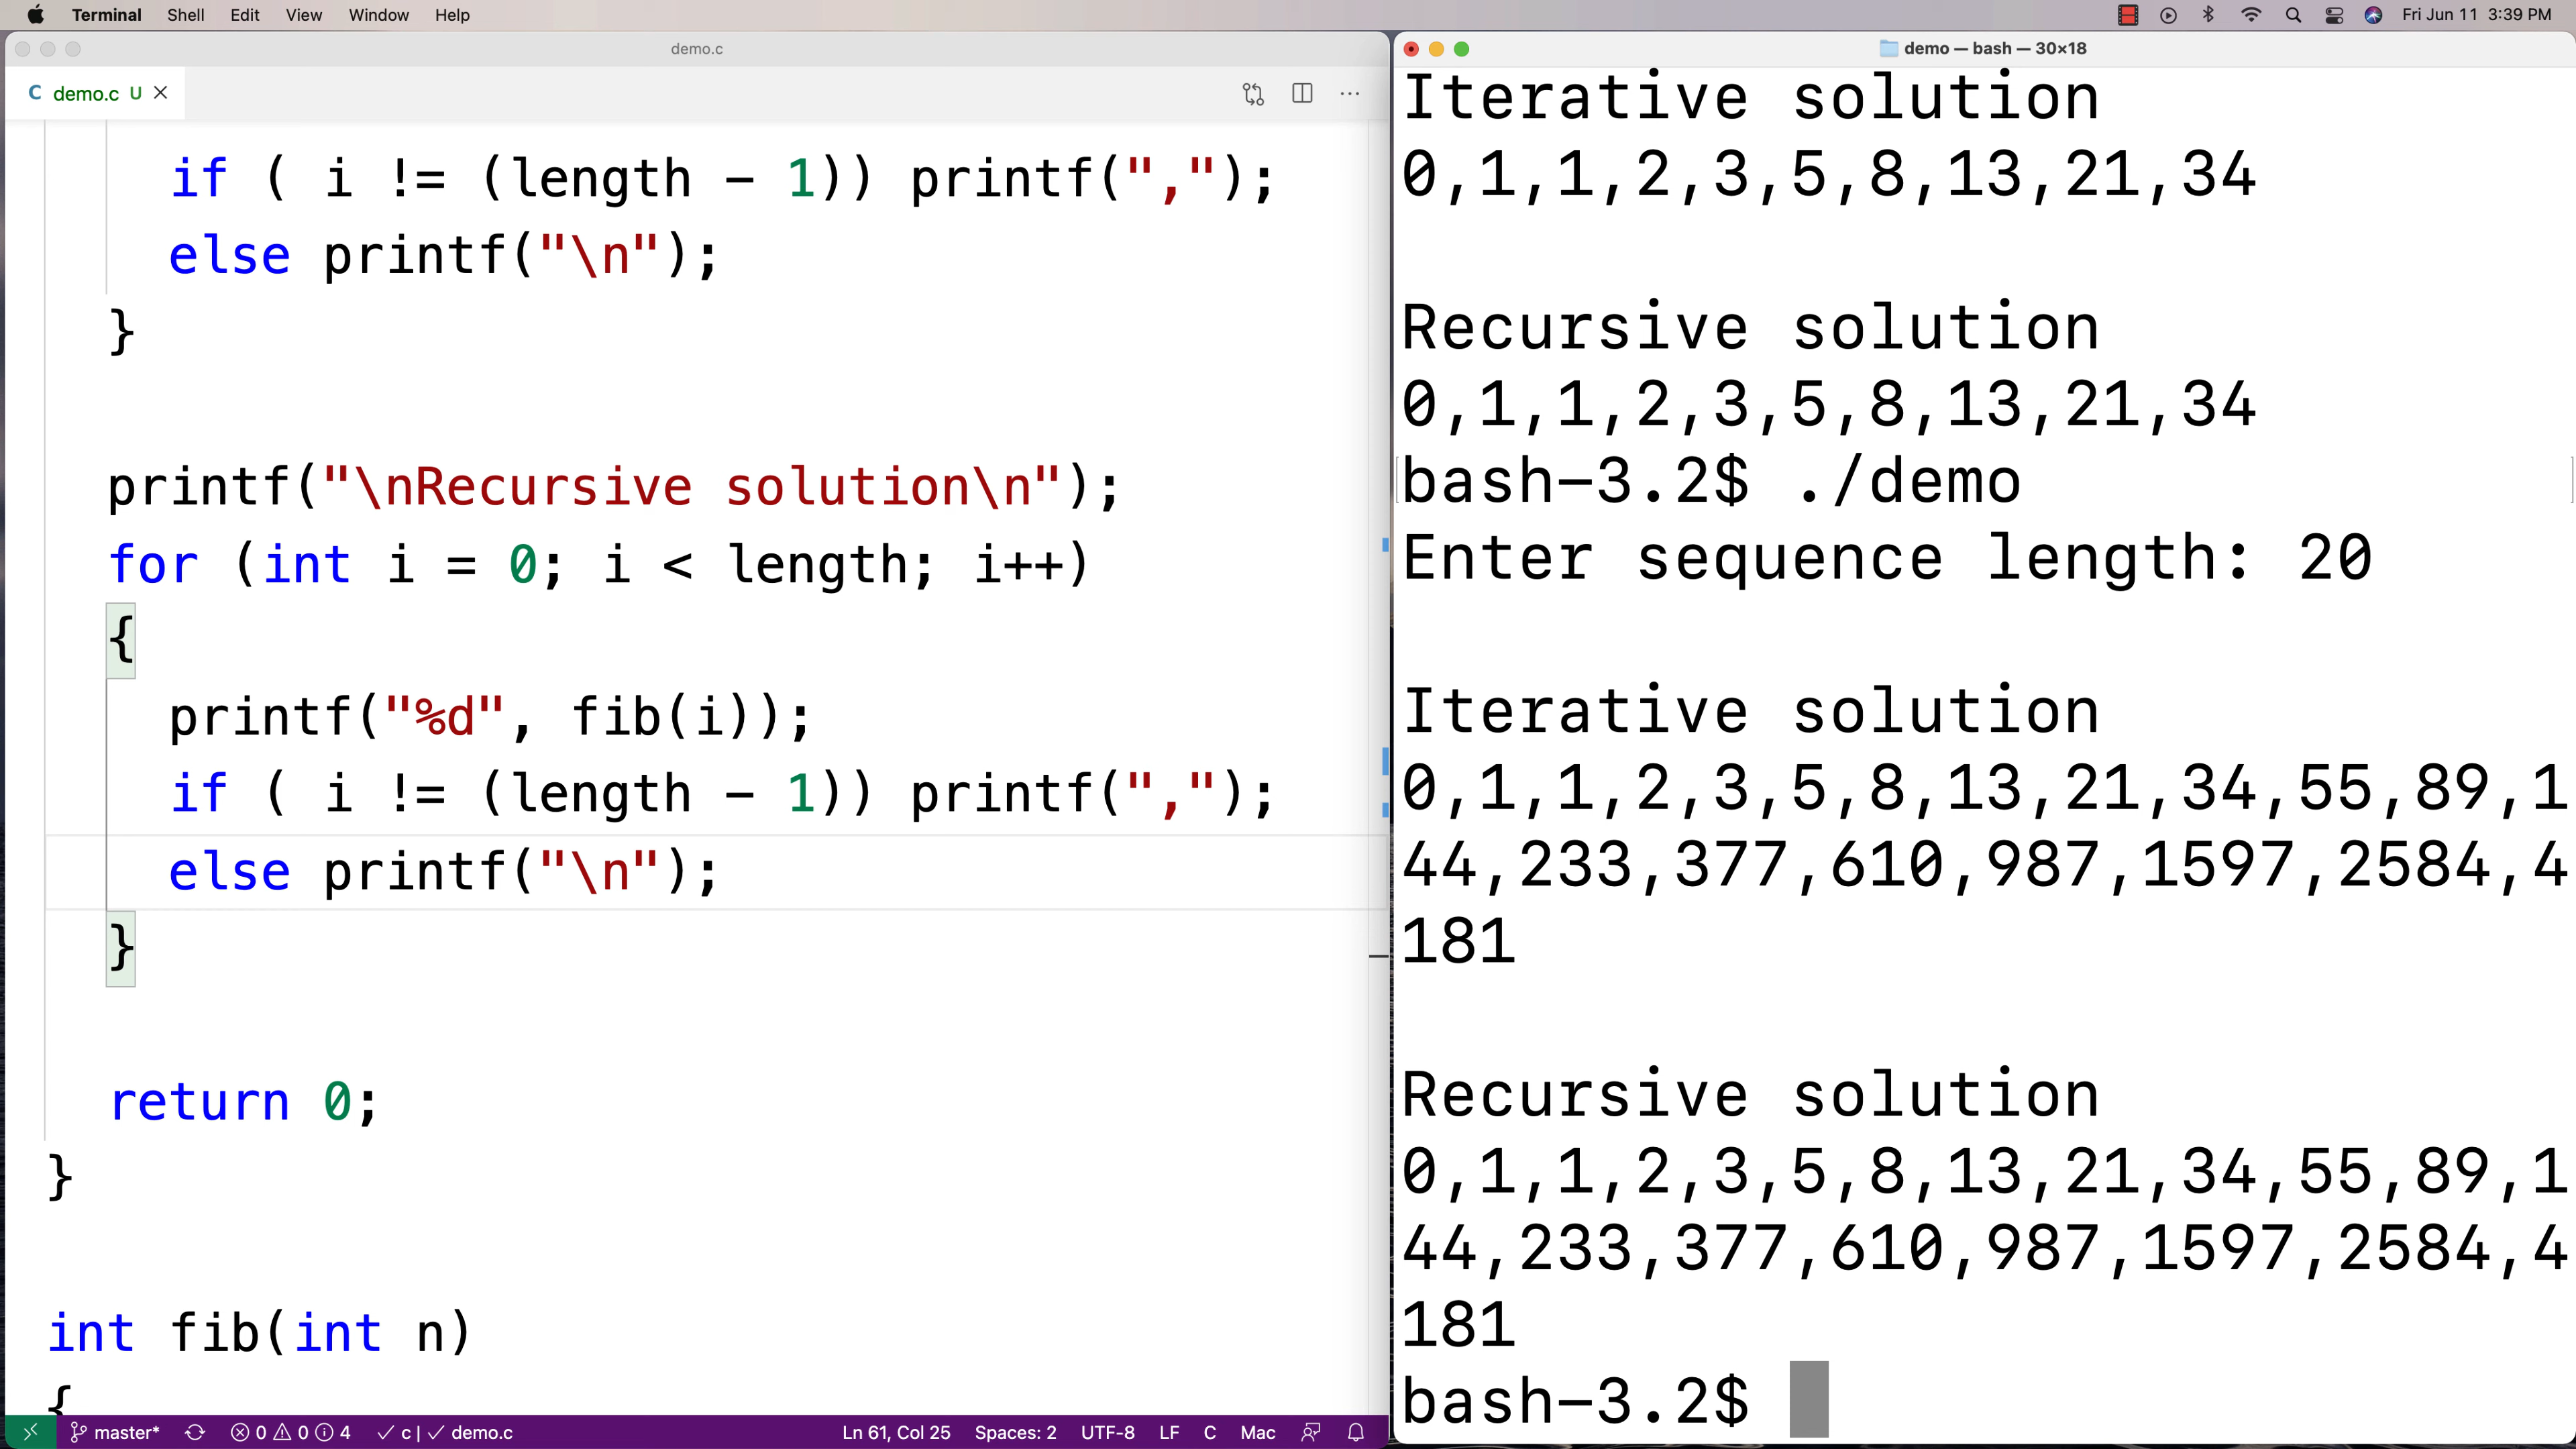 Terminal Shell Edit View Window Help
Fri Jun 11 3:39 PM
demo.c
C demo.c U
if ( i != (length - 1)) printf(",");
else printf("\n");
}
printf("\nRecursive solution\n");
for (int i = 0; i < length; i++)
{
printf("%d", fib(i));
if ( i != (length - 1)) printf(",");
else printf("\n");
}
return 0;
}
int fib(int n)
{
master* 0 0 4 c | demo.c Ln 61, Col 25 Spaces: 2 UTF-8 LF C Mac
demo — bash — 30×18
Iterative solution
0,1,1,2,3,5,8,13,21,34
Recursive solution
0,1,1,2,3,5,8,13,21,34
bash-3.2$ ./demo
Enter sequence length: 20
Iterative solution
0,1,1,2,3,5,8,13,21,34,55,89,1
44,233,377,610,987,1597,2584,4
181
Recursive solution
0,1,1,2,3,5,8,13,21,34,55,89,1
44,233,377,610,987,1597,2584,4
181
bash-3.2$